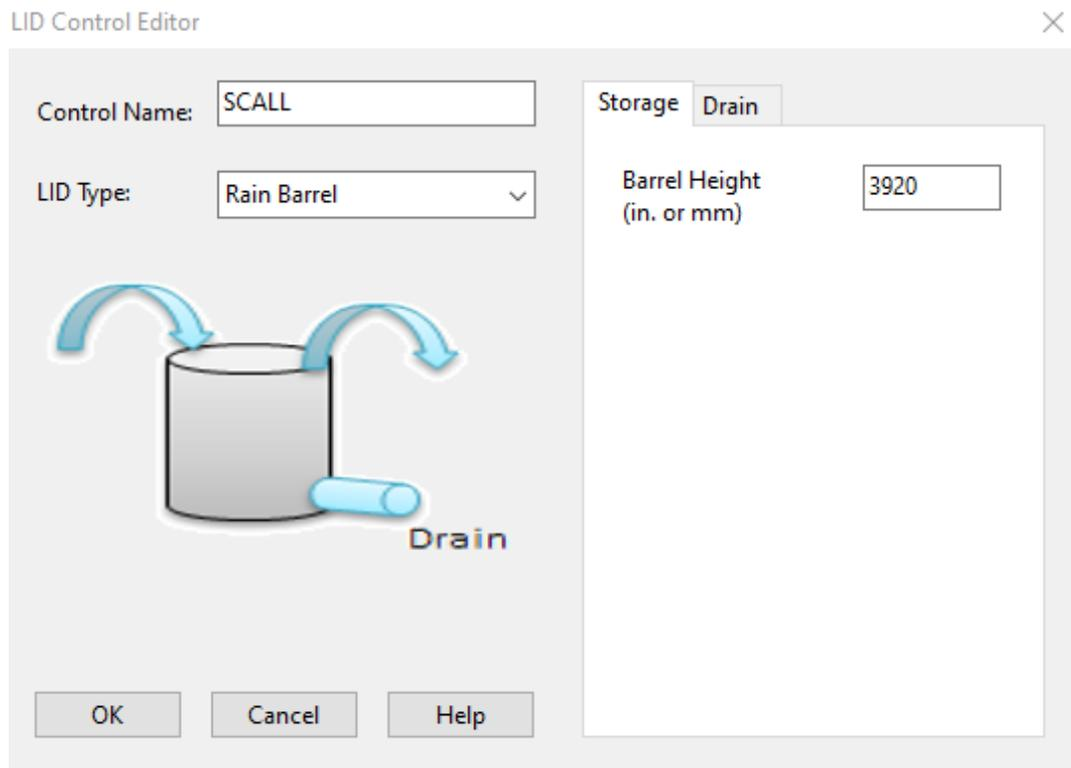 LID Control Editor
Control Name: SCALL
LID Type: Rain Barrel
Drain
OK Cancel Help
Storage Drain
Barrel Height 3920
(in. or mm)